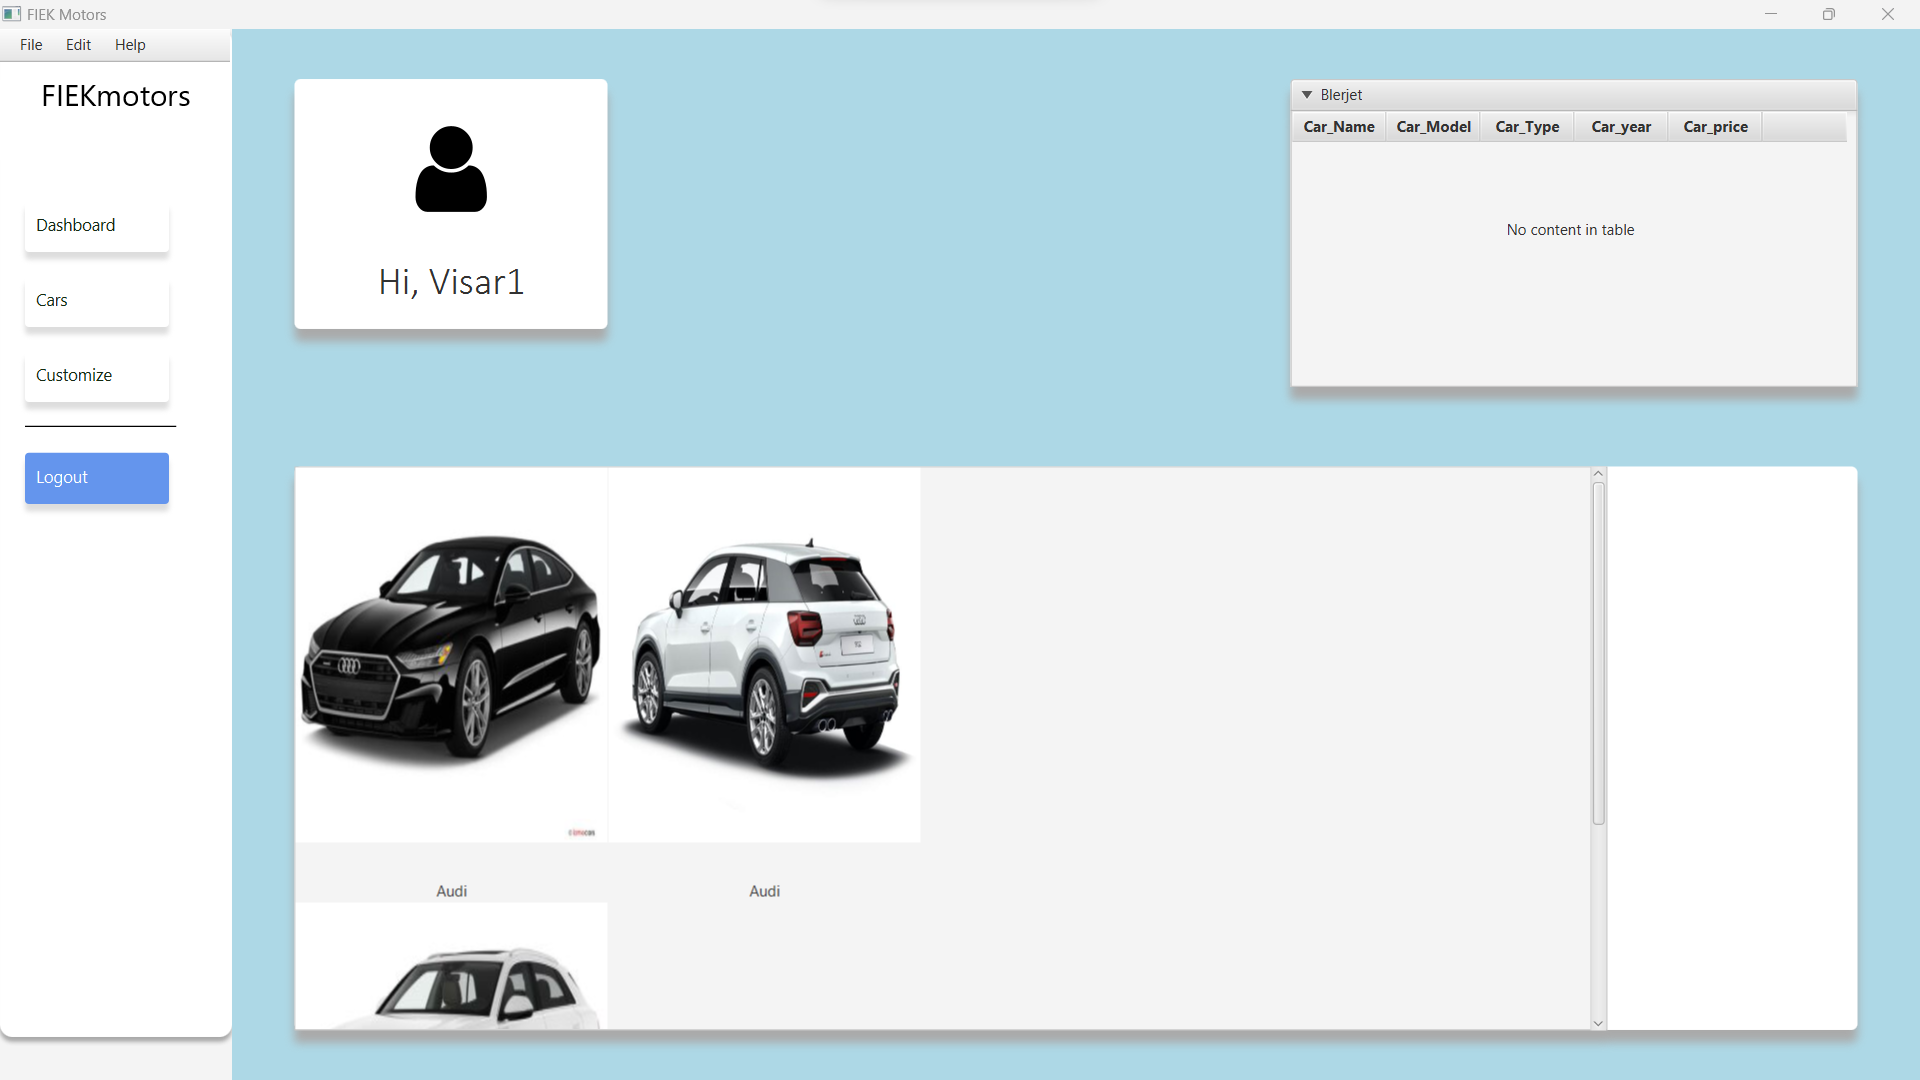 FIEK Motors
File Edit Help
FIEKmotors
Dashboard
Cars
Customize
Logout
Hi, Visar1
Blerjet
Car_Name Car_Model Car_Type Car_year Car_price
No content in table
Audi Audi